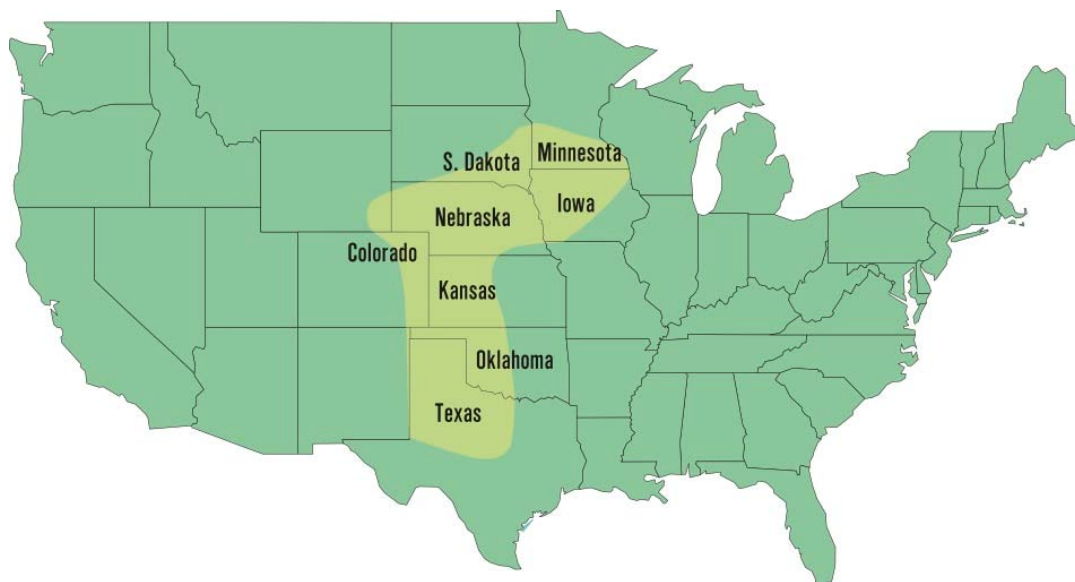 Minnesota
S. Dakota
Iowa
Nebraska
Colorado
Kansas
Oklahoma
Texas